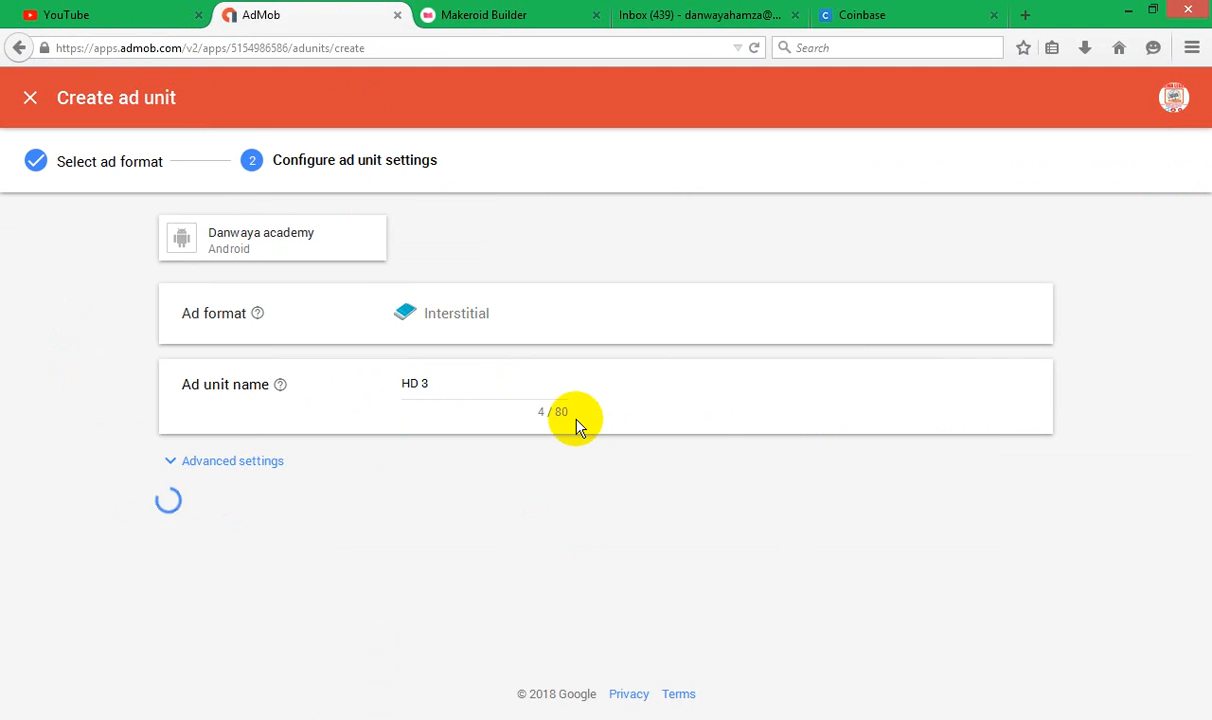 YouTube
AdMob
Makeroid Builder
Inbox (439) - danwayahamza@...
Coinbase
https://apps.admob.com/v2/apps/5154986586/adunits/create
Search
Create ad unit
Select ad format
2
Configure ad unit settings
Danwaya academy
Android
Ad format
Interstitial
Ad unit name
HD 3
4 / 80
Advanced settings
© 2018 Google Privacy Terms